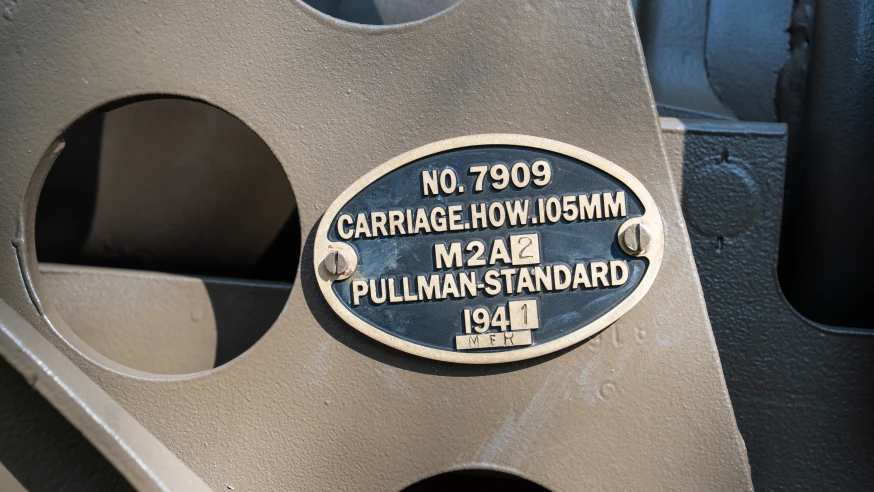 NO. 7909
CARRIAGE.HOW.105MM
M2A2
PULLMAN-STANDARD
1941
MFR